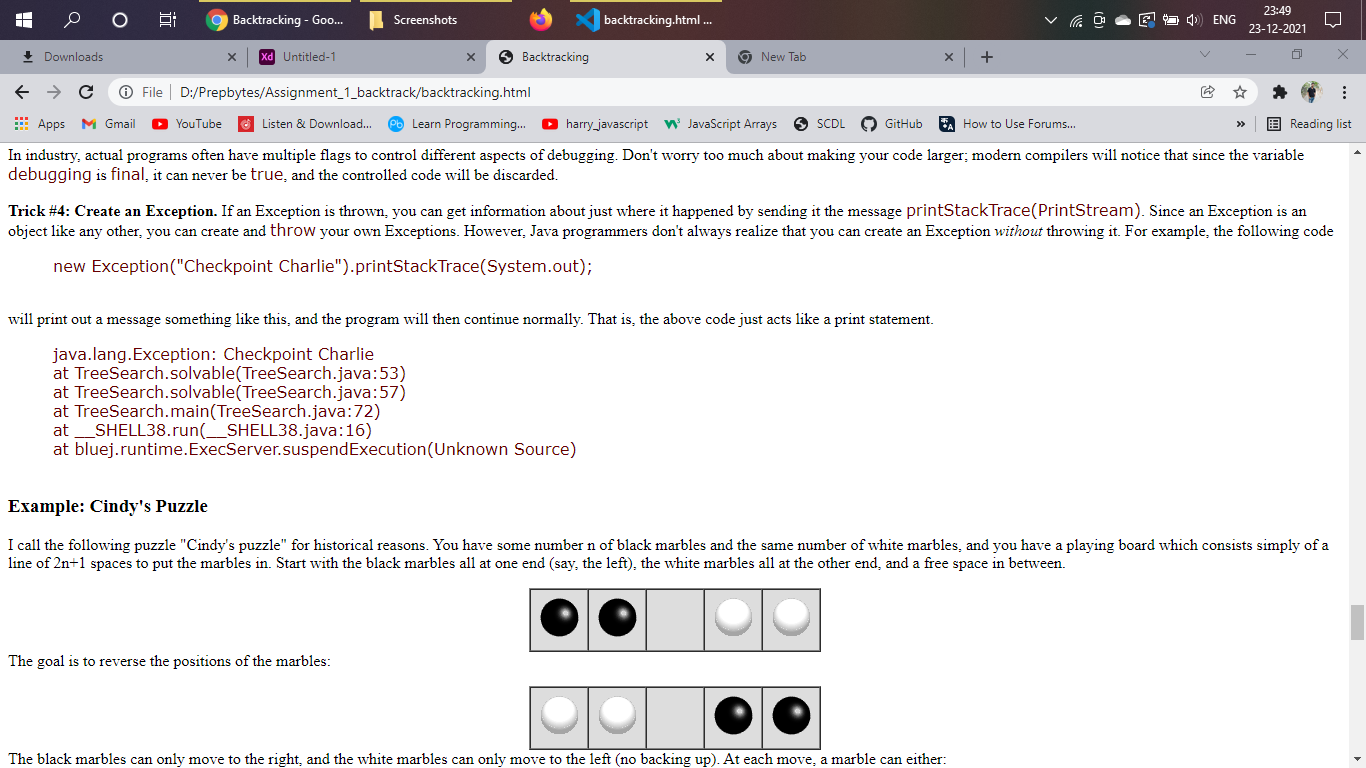 Backtracking - Goo...
Screenshots
backtracking.html ...
ENG
23:49
23-12-2021
Downloads
Xd Untitled-1
Backtracking
New Tab
File | D:/Prepbytes/Assignment_1_backtrack/backtracking.html
Apps
Gmail
YouTube
Listen & Download...
Pb Learn Programming...
harry_javascript
JavaScript Arrays
SCDL
GitHub
How to Use Forums...
»
Reading list
In industry, actual programs often have multiple flags to control different aspects of debugging. Don't worry too much about making your code larger; modern compilers will notice that since the variable
debugging is final, it can never be true, and the controlled code will be discarded.
Trick #4: Create an Exception. If an Exception is thrown, you can get information about just where it happened by sending it the message printStackTrace(PrintStream). Since an Exception is an
object like any other, you can create and throw your own Exceptions. However, Java programmers don't always realize that you can create an Exception without throwing it. For example, the following code
new Exception("Checkpoint Charlie").printStackTrace(System.out);
will print out a message something like this, and the program will then continue normally. That is, the above code just acts like a print statement.
java.lang.Exception: Checkpoint Charlie
at TreeSearch.solvable(TreeSearch.java:53)
at TreeSearch.solvable(TreeSearch.java:57)
at TreeSearch.main(TreeSearch.java:72)
at __SHELL38.run(__SHELL38.java:16)
at bluej.runtime.ExecServer.suspendExecution(Unknown Source)
Example: Cindy's Puzzle
I call the following puzzle "Cindy's puzzle" for historical reasons. You have some number n of black marbles and the same number of white marbles, and you have a playing board which consists simply of a
line of 2n+1 spaces to put the marbles in. Start with the black marbles all at one end (say, the left), the white marbles all at the other end, and a free space in between.
The goal is to reverse the positions of the marbles:
The black marbles can only move to the right, and the white marbles can only move to the left (no backing up). At each move, a marble can either: